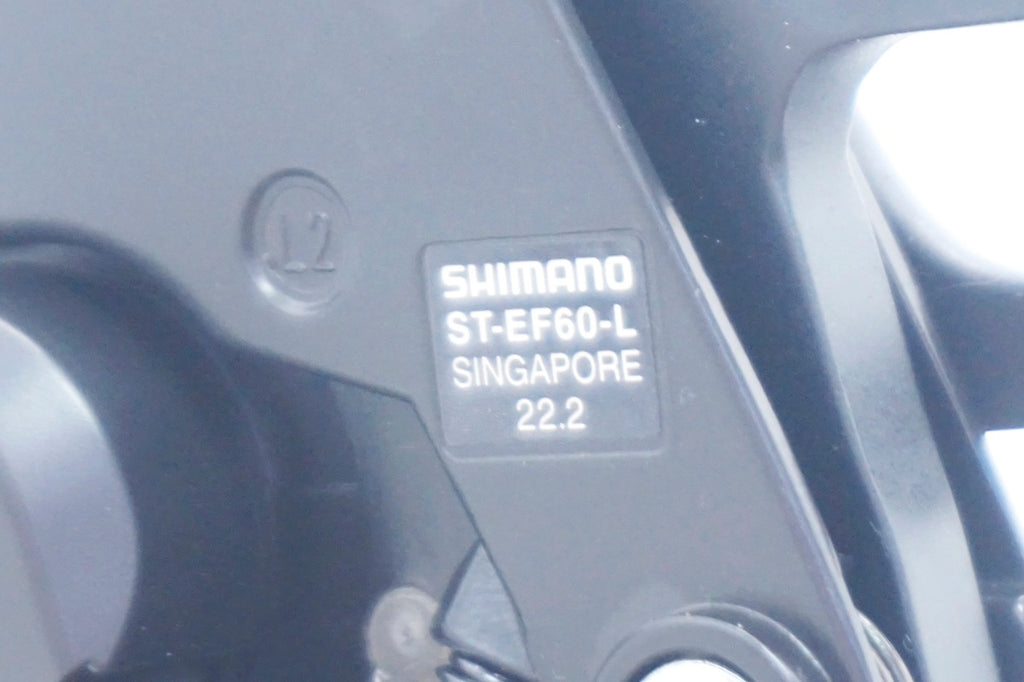 12
SHIMANO
ST-EF60-L
SINGAPORE
22.2